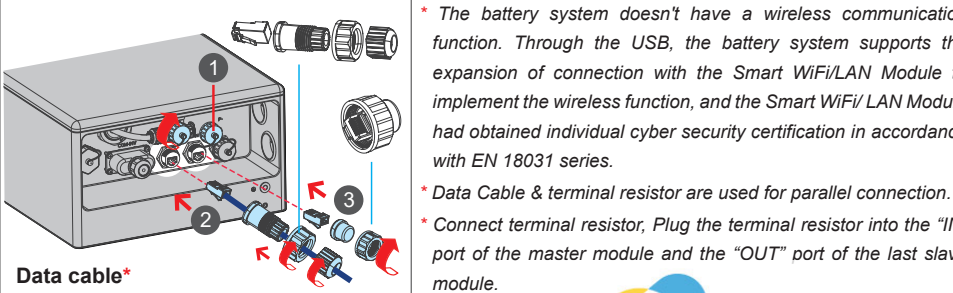 1
COM-INV
2
3
Data cable*
* The battery system doesn't have a wireless communicatio
function. Through the USB, the battery system supports th
expansion of connection with the Smart WiFi/LAN Module t
implement the wireless function, and the Smart WiFi/ LAN Modu
had obtained individual cyber security certification in accordanc
with EN 18031 series.
* Data Cable & terminal resistor are used for parallel connection.
* Connect terminal resistor, Plug the terminal resistor into the “II
port of the master module and the “OUT” port of the last slav
module.